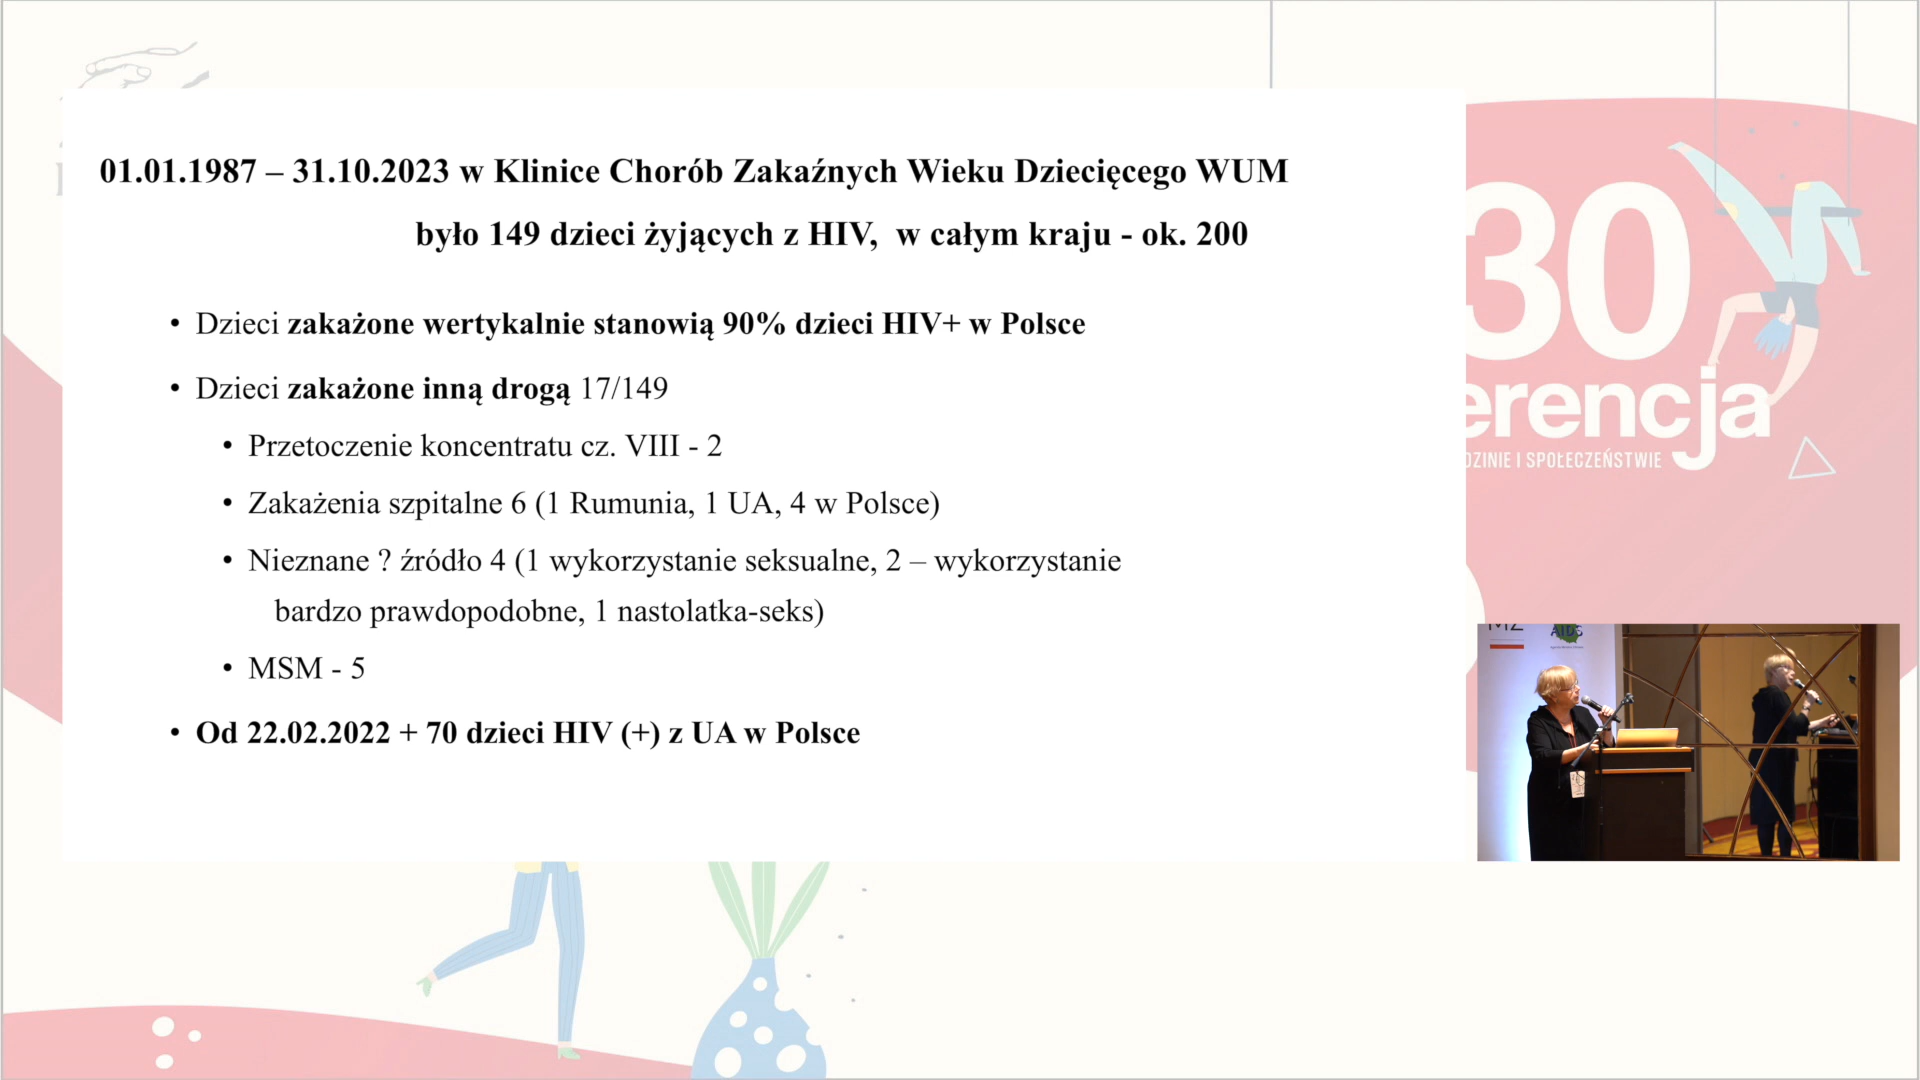 01.01.1987 – 31.10.2023 w Klinice Chorób Zakaźnych Wieku Dziecięcego WUM
było 149 dzieci żyjących z HIV, w całym kraju - ok. 200
• Dzieci zakażone wertykalnie stanowią 90% dzieci HIV+ w Polsce
• Dzieci zakażone inną drogą 17/149
• Przetoczenie koncentratu cz. VIII - 2
• Zakażenia szpitalne 6 (1 Rumunia, 1 UA, 4 w Polsce)
• Nieznane ? źródło 4 (1 wykorzystanie seksualne, 2 – wykorzystanie
bardzo prawdopodobne, 1 nastolatka-seks)
• MSM - 5
• Od 22.02.2022 + 70 dzieci HIV (+) z UA w Polsce
30
erencja
DZINIE I SPOŁECZEŃSTWIE
MZ
AIDS